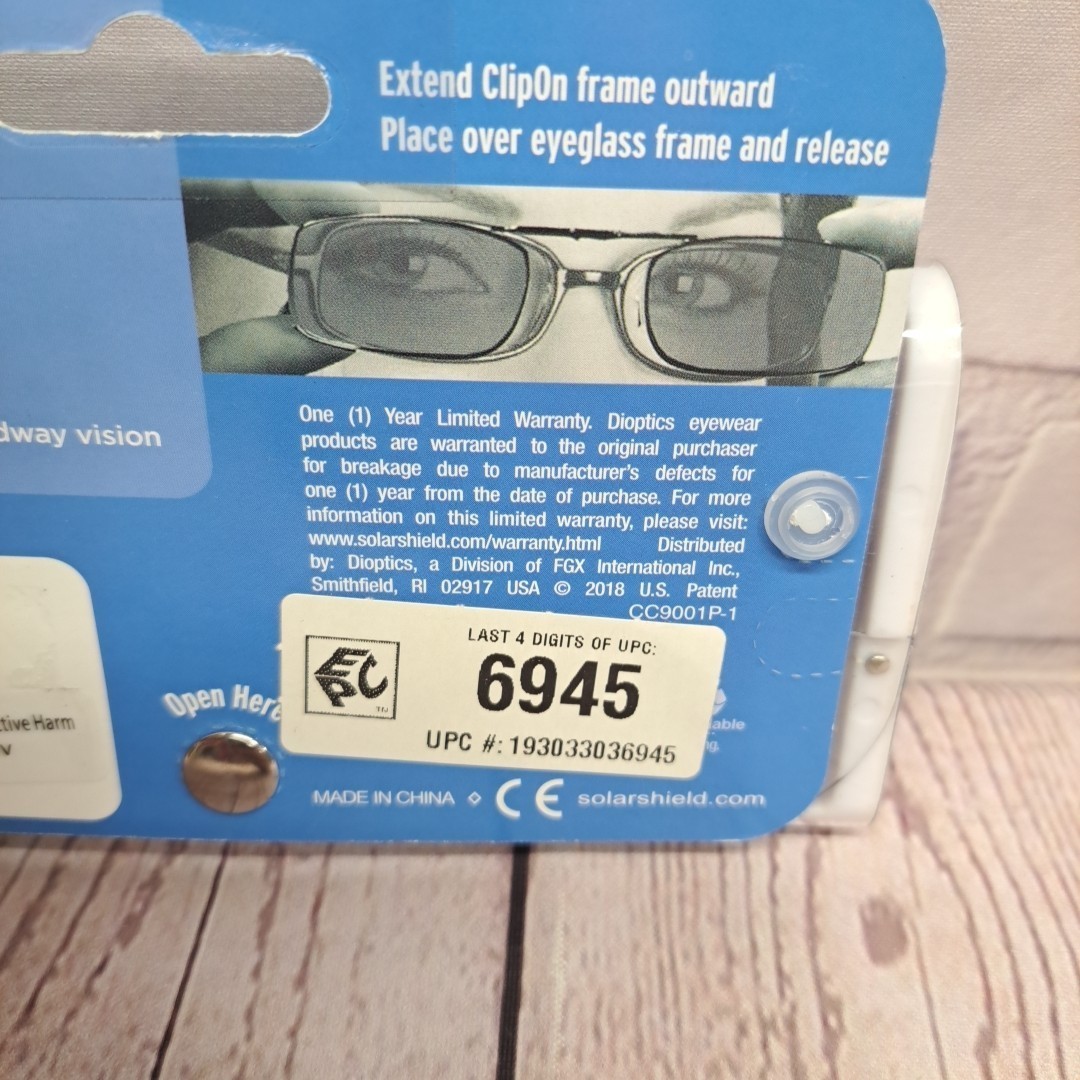 Extend ClipOn frame outward
Place over eyeglass frame and release
vision
One (1) Year Limited Warranty. Dioptics eyewear
products are warranted to the original purchaser
for breakage due to manufacturer's defects for
one (1) year from the date of purchase. For more
information on this limited warranty, please visit:
www.solarshield.com/warranty.html Distributed
by: Dioptics, a Division of FGX International Inc.,
Smithfield, RI 02917 USA © 2018 U.S. Patent
CC9001P-1
LAST 4 DIGITS OF UPC:
EPC
TM
6945
UPC #: 193033036945
Open Here
Harm
MADE IN CHINA ◇ CE solarshield.com